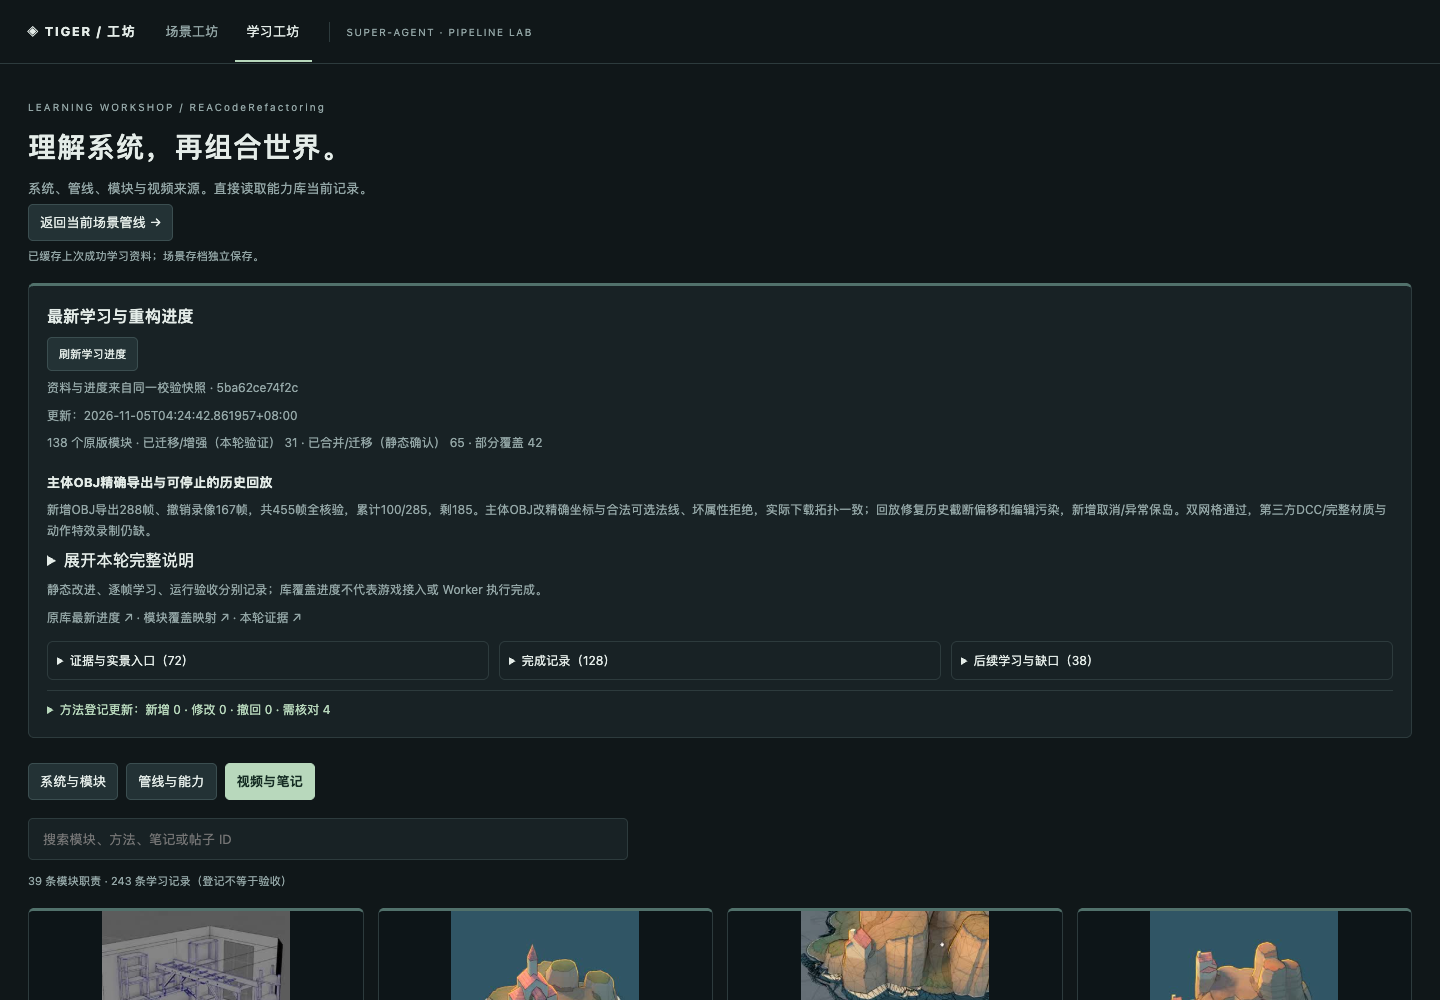 ◈ TIGER / 工坊 场景工坊 学习工坊 SUPER-AGENT · PIPELINE LAB
LEARNING WORKSHOP / REACodeRefactoring
理解系统，再组合世界。
系统、管线、模块与视频来源。直接读取能力库当前记录。
返回当前场景管线 →
已缓存上次成功学习资料；场景存档独立保存。
最新学习与重构进度
刷新学习进度
资料与进度来自同一校验快照 · 5ba62ce74f2c
更新：2026-11-05T04:24:42.861957+08:00
138 个原版模块 · 已迁移/增强（本轮验证） 31 · 已合并/迁移（静态确认） 65 · 部分覆盖 42
主体OBJ精确导出与可停止的历史回放
新增OBJ导出288帧、撤销录像167帧，共455帧全核验，累计100/285，剩185。主体OBJ改精确坐标与合法可选法线、坏属性拒绝，实际下载拓扑一致；回放修复历史截断偏移和编辑污染，新增取消/异常保岛。双网格通过，第三方DCC/完整材质与
动作特效录制仍缺。
▶ 展开本轮完整说明
静态改进、逐帧学习、运行验收分别记录；库覆盖进度不代表游戏接入或 Worker 执行完成。
原库最新进度 ↗ · 模块覆盖映射 ↗ · 本轮证据 ↗
▶ 证据与实景入口（72） ▶ 完成记录（128） ▶ 后续学习与缺口（38）
▶ 方法登记更新：新增 0 · 修改 0 · 撤回 0 · 需核对 4
系统与模块 管线与能力 视频与笔记
搜索模块、方法、笔记或帖子 ID
39 条模块职责 · 243 条学习记录（登记不等于验收）